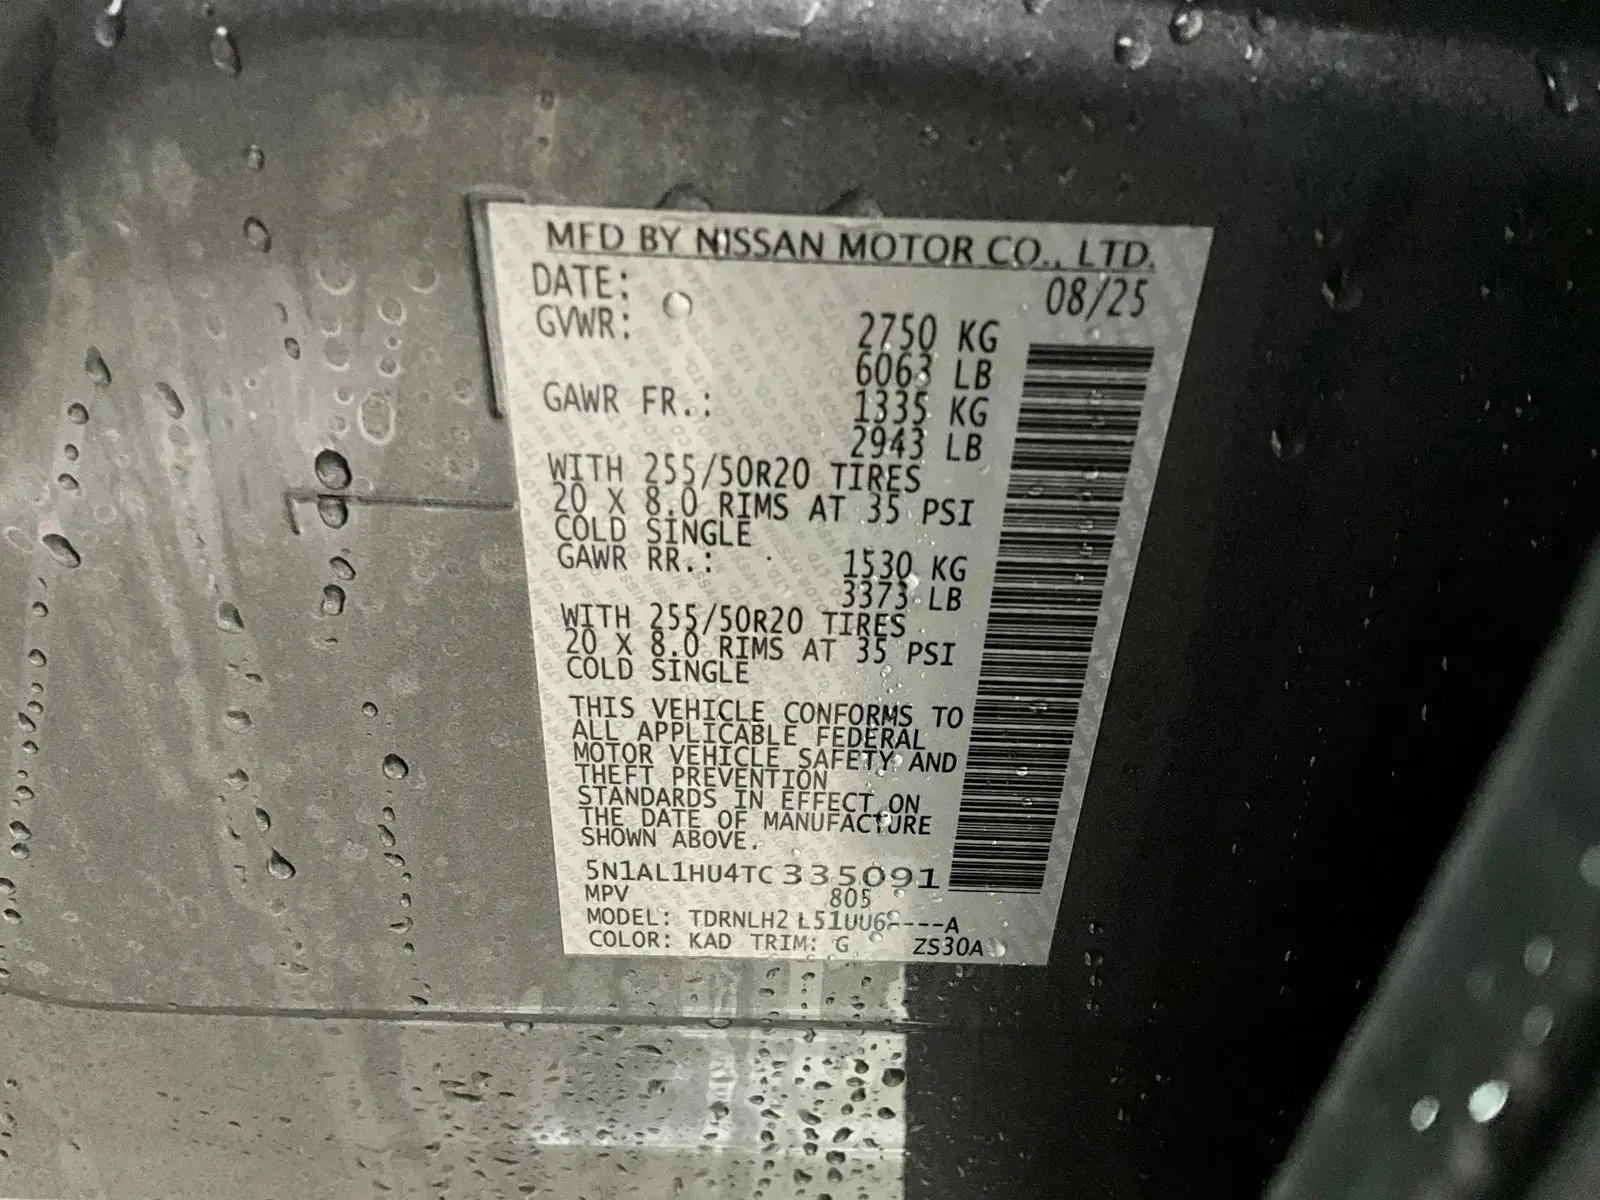 MFD BY NISSAN MOTOR CO., LTD.
DATE: 08/25
GVWR: 2750 KG
6063 LB
GAWR FR.: 1335 KG
2943 LB
WITH 255/50R20 TIRES
20 X 8.0 RIMS AT 35 PSI
COLD SINGLE
GAWR RR.: 1530 KG
3373 LB
WITH 255/50R20 TIRES
20 X 8.0 RIMS AT 35 PSI
COLD SINGLE
THIS VEHICLE CONFORMS TO
ALL APPLICABLE FEDERAL
MOTOR VEHICLE SAFETY AND
THEFT PREVENTION
STANDARDS IN EFFECT ON
THE DATE OF MANUFACTURE
SHOWN ABOVE.
5N1AL1HU4TC335091
MPV 805
MODEL: TDRNLH2
COLOR: KAD TRIM: G ZS30A